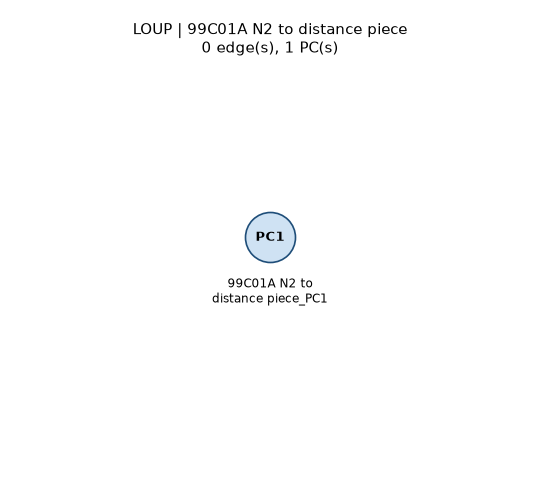 LOUP | 99C01A N2 to distance piece
0 edge(s), 1 PC(s)
PC1
99C01A N2 to
distance piece_PC1